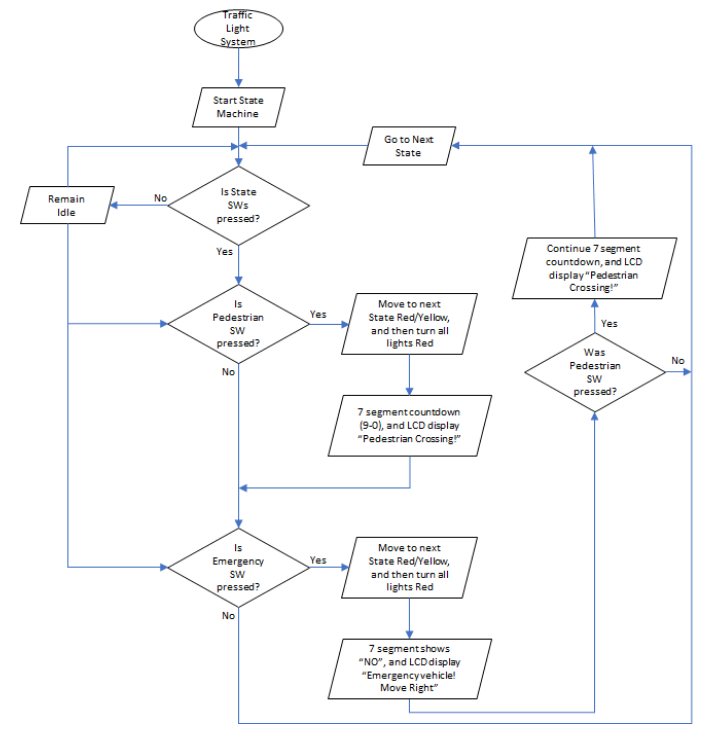 Traffic
Light
System
Start State
Machine
Go to Next
State
Is State
SWs
pressed?
No
Remain
Idle
Yes
Continue 7 segment
countdown, and LCD
display “Pedestrian
Crossing!”
Is
Pedestrian
SW
pressed?
Yes
Move to next
State Red/Yellow,
and then turn all
lights Red
No
Yes
Was
Pedestrian
SW
pressed?
No
7 segment countdown
(9-0), and LCD display
“Pedestrian Crossing!”
Is
Emergency
SW
pressed?
Yes
Move to next
State Red/Yellow,
and then turn all
lights Red
No
7 segment shows
“NO”, and LCD display
“Emergency vehicle!
Move Right”